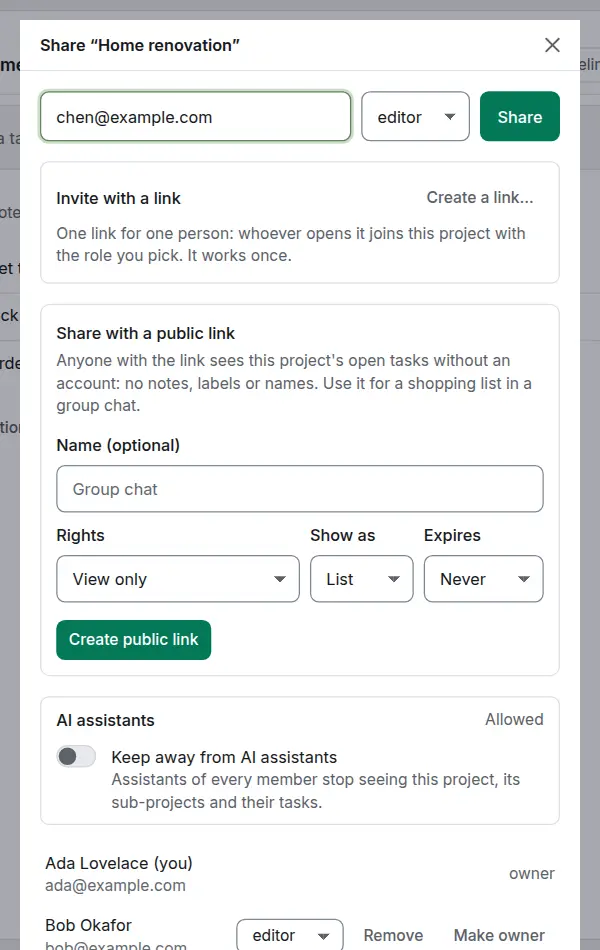 Share “Home renovation”
chen@example.com
editor
Share
Invite with a link
Create a link...
One link for one person: whoever opens it joins this project with
the role you pick. It works once.
Share with a public link
Anyone with the link sees this project's open tasks without an
account: no notes, labels or names. Use it for a shopping list in a
group chat.
Name (optional)
Group chat
Rights
Show as
Expires
View only
List
Never
Create public link
AI assistants
Allowed
Keep away from AI assistants
Assistants of every member stop seeing this project, its
sub-projects and their tasks.
Ada Lovelace (you)
ada@example.com
owner
Bob Okafor
bob@example.com
editor
Remove
Make owner